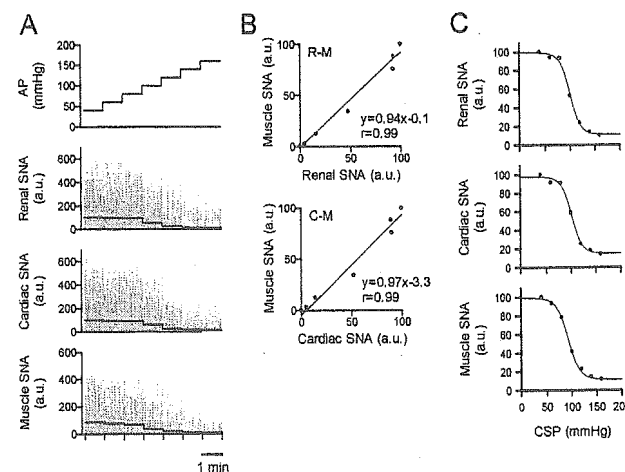 A
B
C
200
150
100
50
0
AP
(mmHg)
600
400
200
0
Renal SNA
(a.u.)
600
400
200
0
Cardiac SNA
(a.u.)
600
400
200
0
Muscle SNA
(a.u.)
1 min
100
50
0
Muscle SNA (a.u.)
R-M
y=0.94x-0.1
r=0.99
0 50 100
Renal SNA (a.u.)
100
50
0
Muscle SNA (a.u.)
C-M
y=0.97x-3.3
r=0.99
0 50 100
Cardiac SNA (a.u.)
100
80
60
40
20
0
Renal SNA
(a.u.)
100
80
60
40
20
0
Cardiac SNA
(a.u.)
100
80
60
40
20
0
Muscle SNA
(a.u.)
0 50 100 150 20
CSP (mmHg)